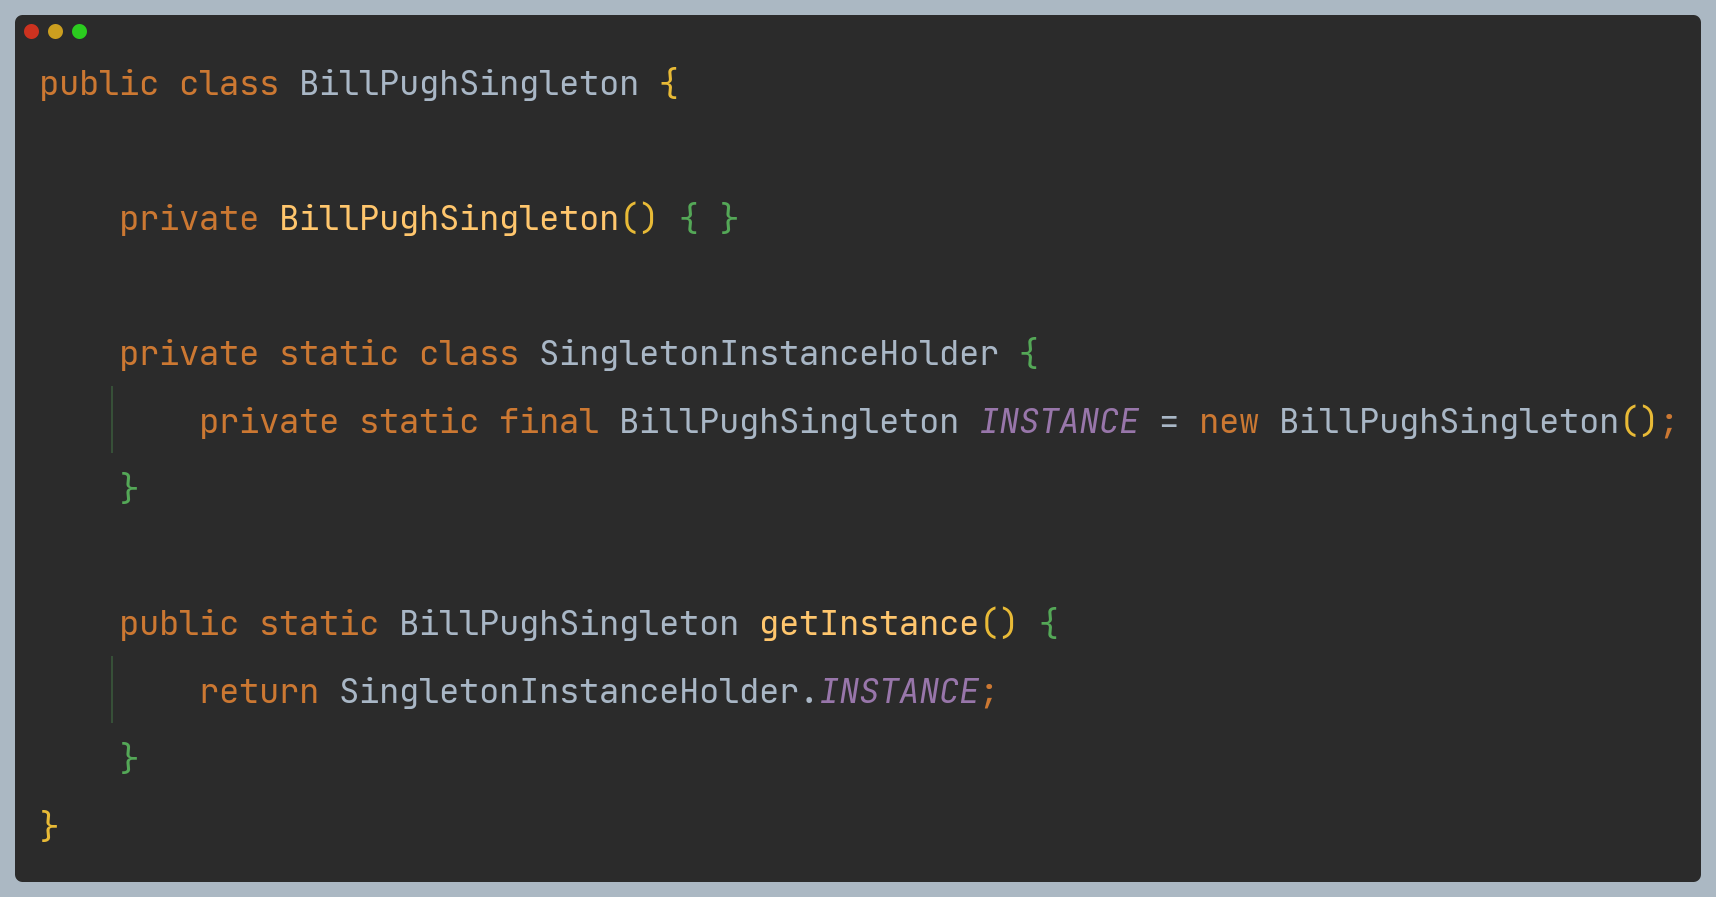 public class BillPughSingleton {
    private BillPughSingleton() { }
    private static class SingletonInstanceHolder {
        private static final BillPughSingleton INSTANCE = new BillPughSingleton();
    }
    public static BillPughSingleton getInstance() {
        return SingletonInstanceHolder.INSTANCE;
    }
}